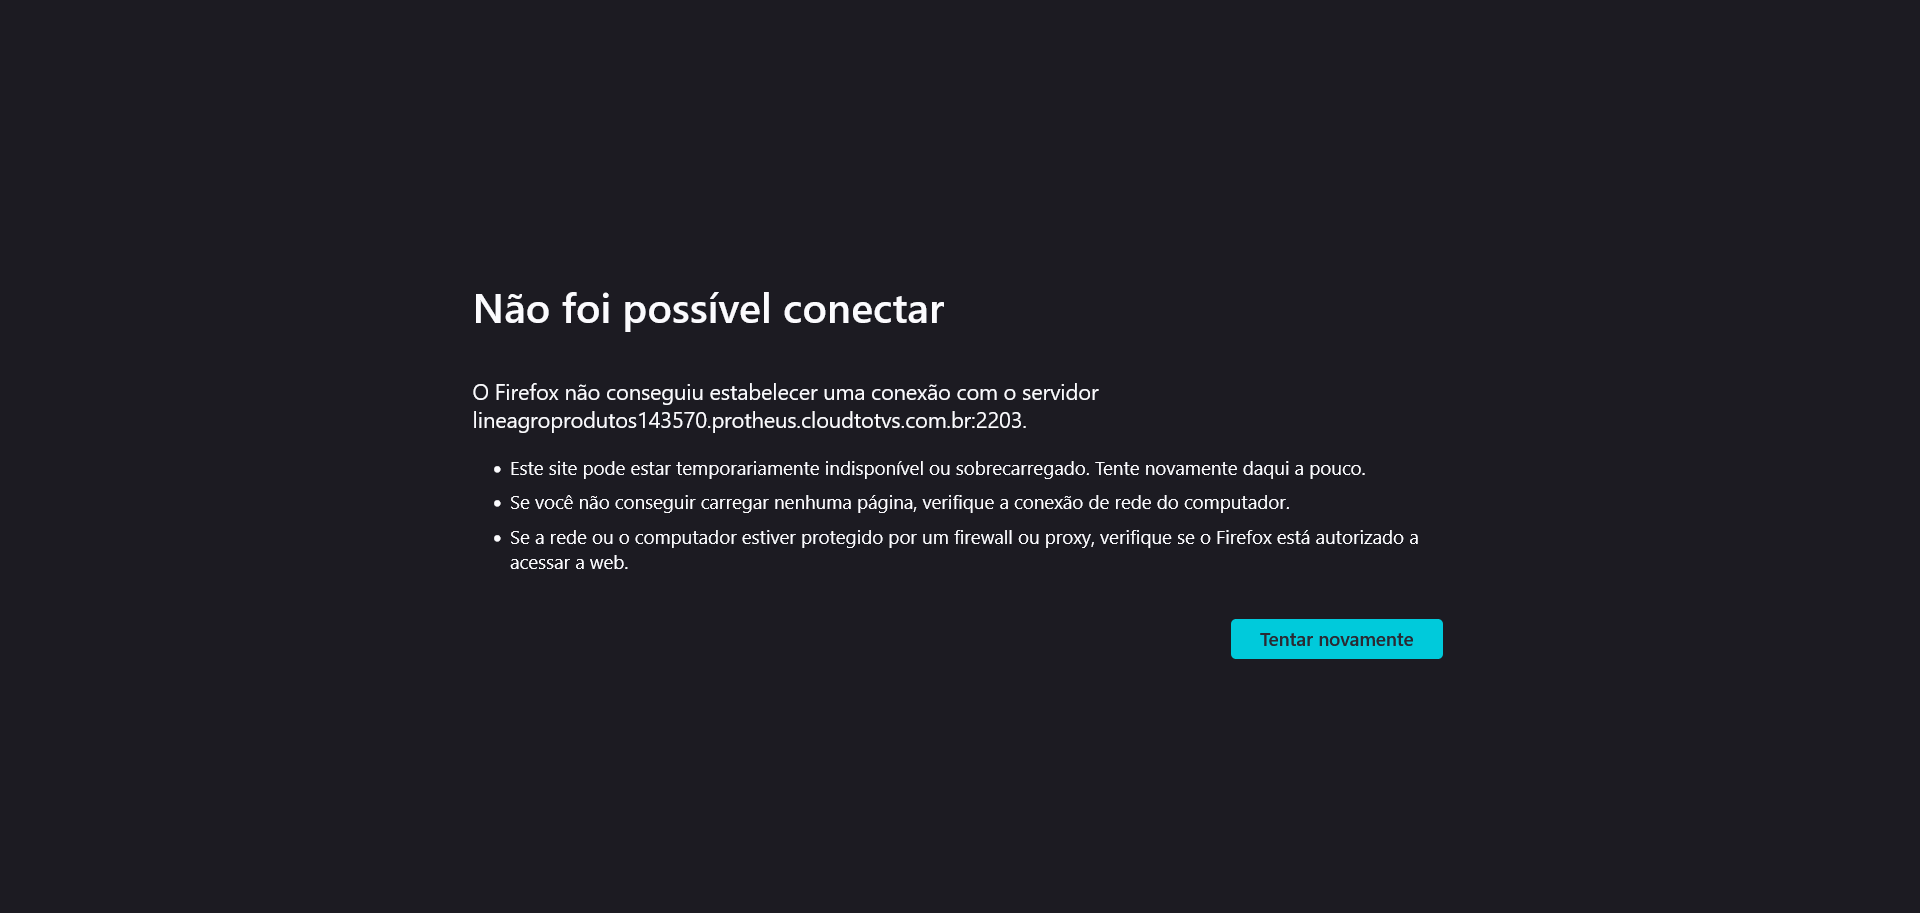 Não foi possível conectar
O Firefox não conseguiu estabelecer uma conexão com o servidor
lineagroprodutos143570.protheus.cloudtotvs.com.br:2203.
• Este site pode estar temporariamente indisponível ou sobrecarregado. Tente novamente daqui a pouco.
• Se você não conseguir carregar nenhuma página, verifique a conexão de rede do computador.
• Se a rede ou o computador estiver protegido por um firewall ou proxy, verifique se o Firefox está autorizado a
acessar a web.
Tentar novamente